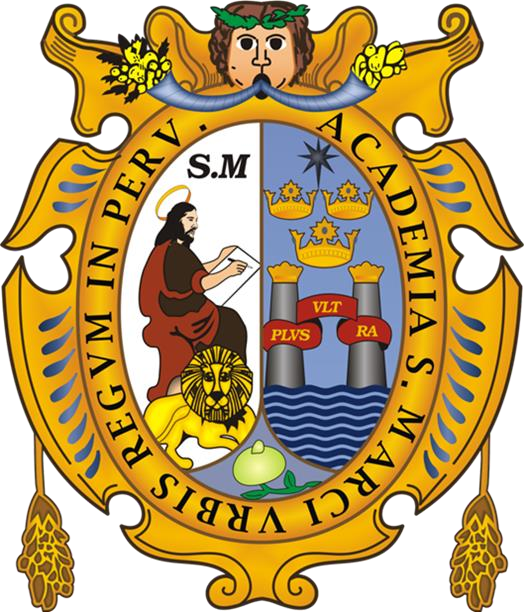 ACADEMIA S. MARCI VRBIS REGVM IN PERV.
S.M
PLVS VLT RA